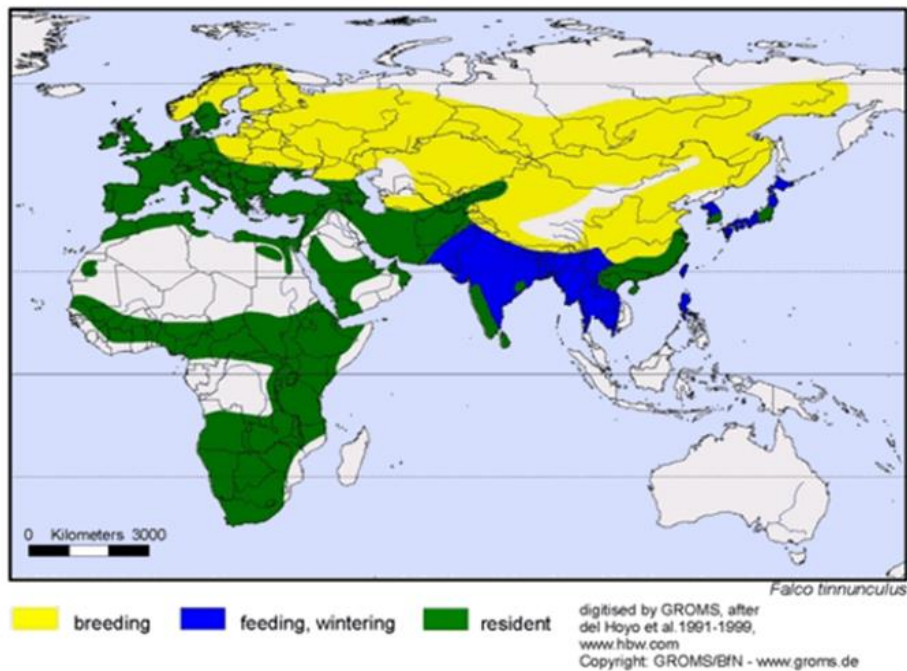 0 Kilometers 3000
Falco tinnunculus
breeding
feeding, wintering
resident
digitised by GROMS, after
del Hoyo et al.1991-1999,
www.hbw.com
Copyright: GROMS/BfN - www.groms.de